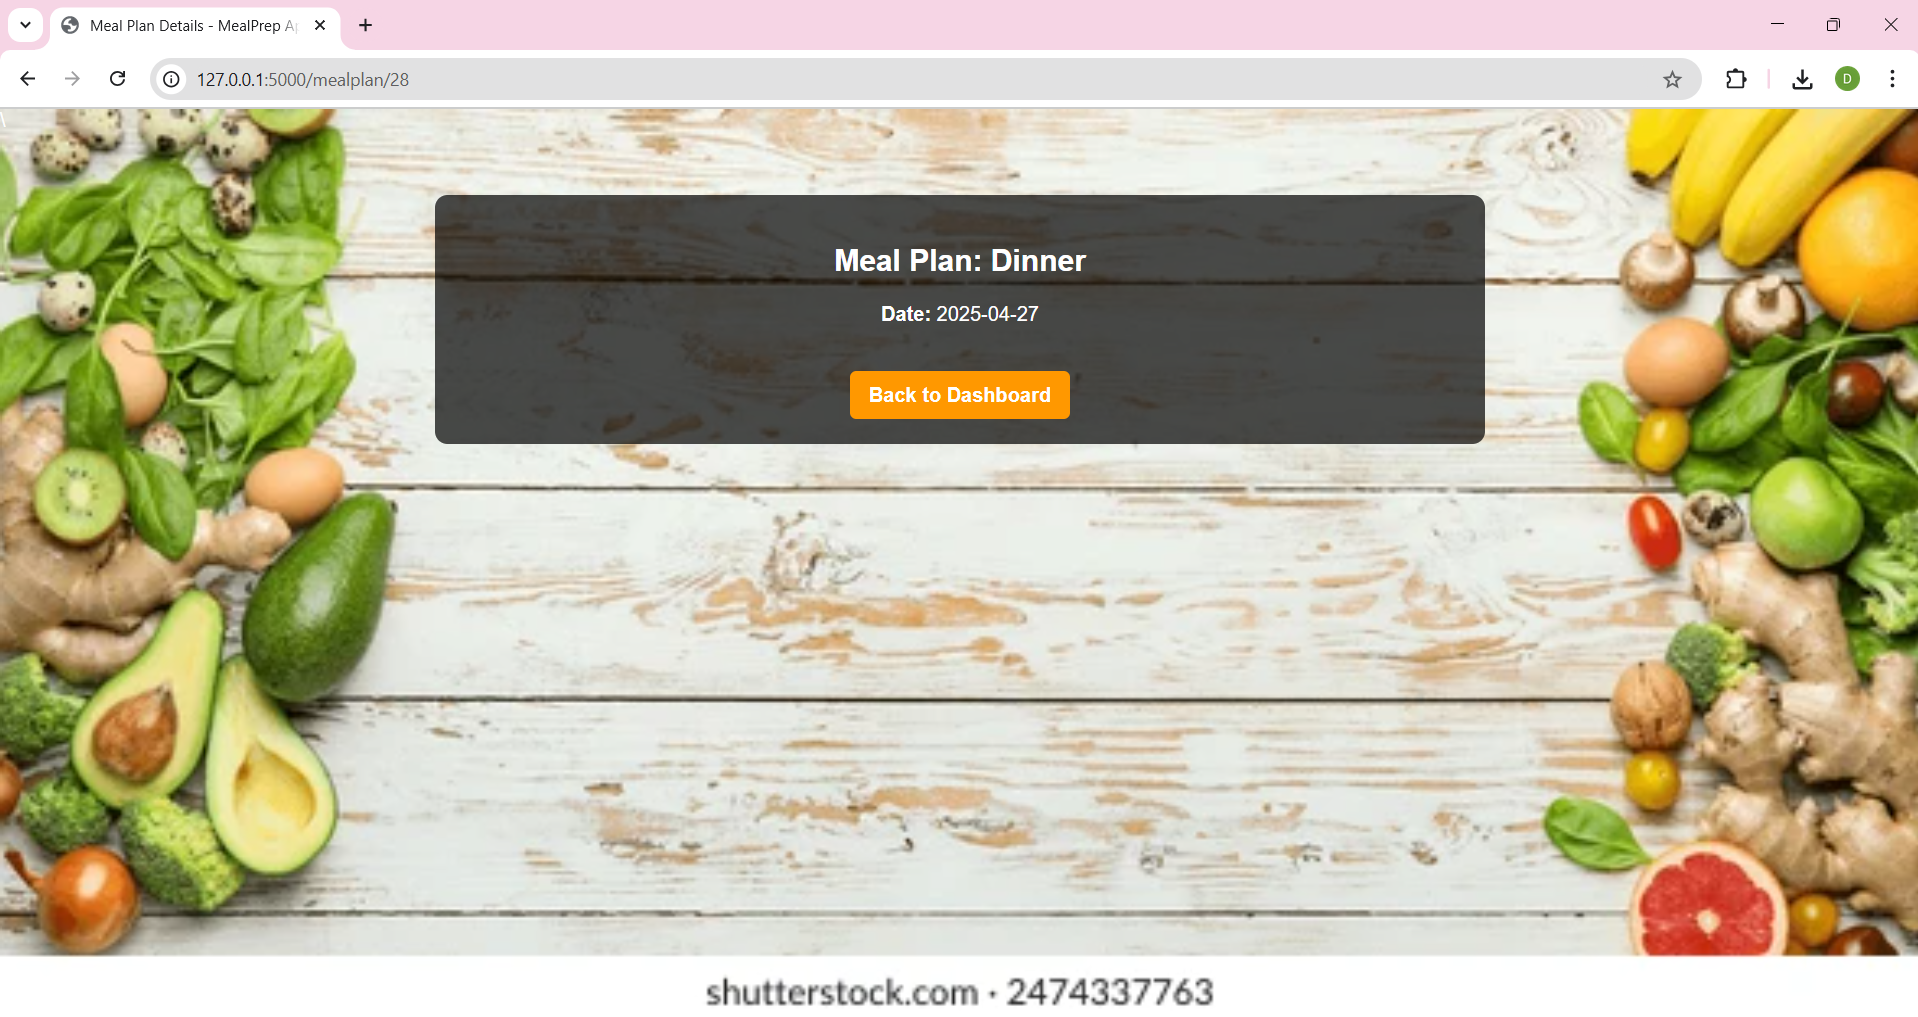 Meal Plan Details - MealPrep Ap
127.0.0.1:5000/mealplan/28
D
\
Meal Plan: Dinner
Date: 2025-04-27
Back to Dashboard
shutterstock.com · 2474337763